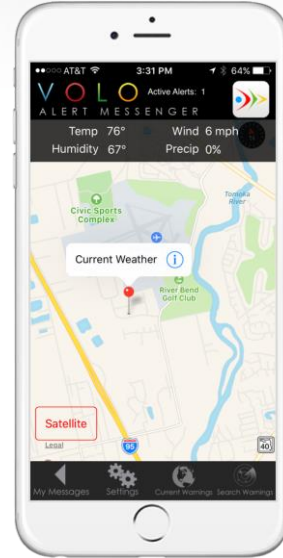 AT&T 3:31 PM 64%
VOLO Active Alerts: 1
ALERT MESSENGER
Temp 76° Wind 6 mph
Humidity 67° Precip 0%
Tomoka
River
Civic Sports
Complex
Current Weather i
River Bend
Golf Club
Satellite
Legal
95
40
My Messages Settings Current Warnings Search Warnings